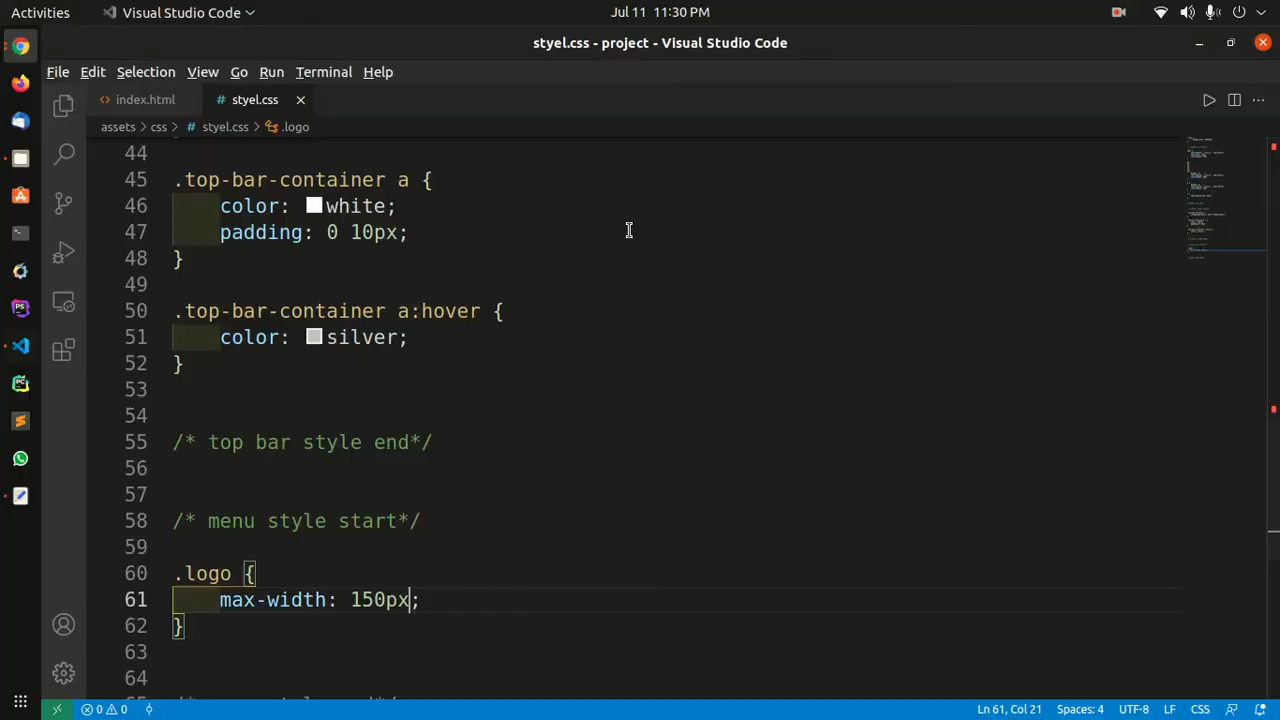 Activities
Visual Studio Code
Jul 11 11:30 PM
styel.css - project - Visual Studio Code
File Edit Selection View Go Run Terminal Help
index.html
# styel.css
assets > css > # styel.css > .logo
44
45 .top-bar-container a {
46 color: white;
47 padding: 0 10px;
48 }
49
50 .top-bar-container a:hover {
51 color: silver;
52 }
53
54
55 /* top bar style end*/
56
57
58 /* menu style start*/
59
60 .logo {
61 max-width: 150px;
62 }
63
64
0 0
Ln 61, Col 21 Spaces: 4 UTF-8 LF CSS